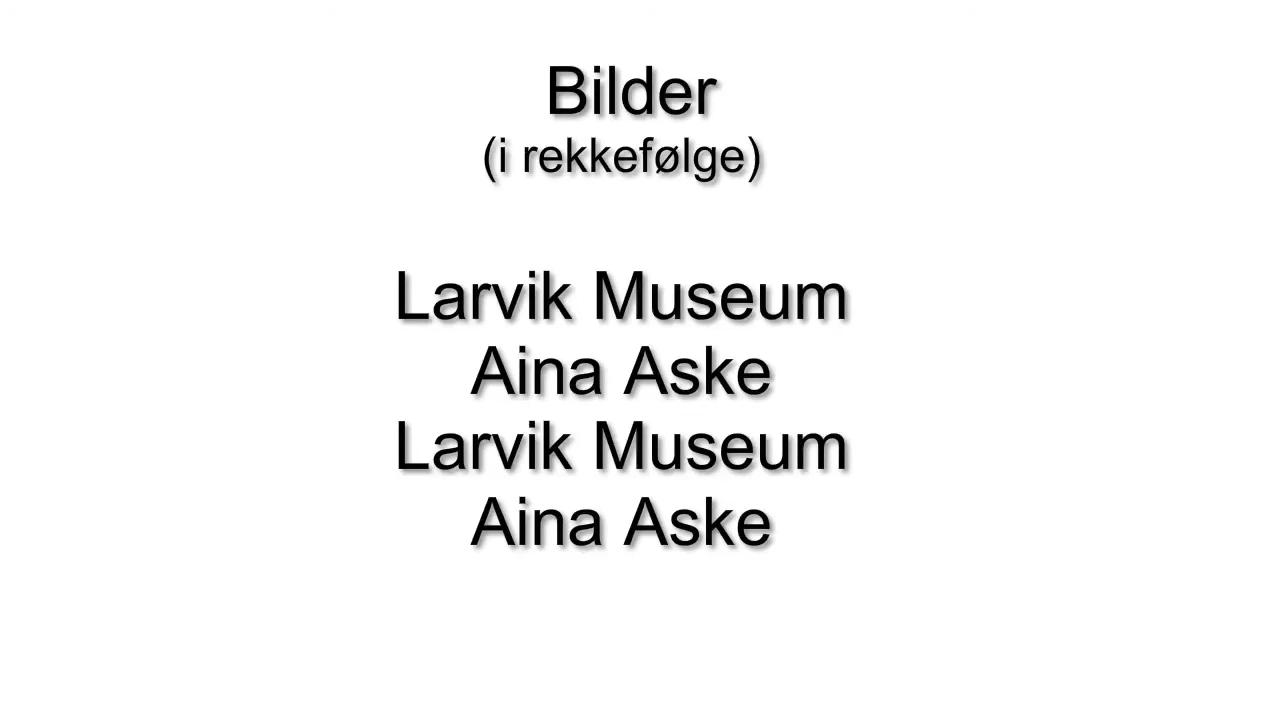 Bilder
(i rekkefølge)
Larvik Museum
Aina Aske
Larvik Museum
Aina Aske